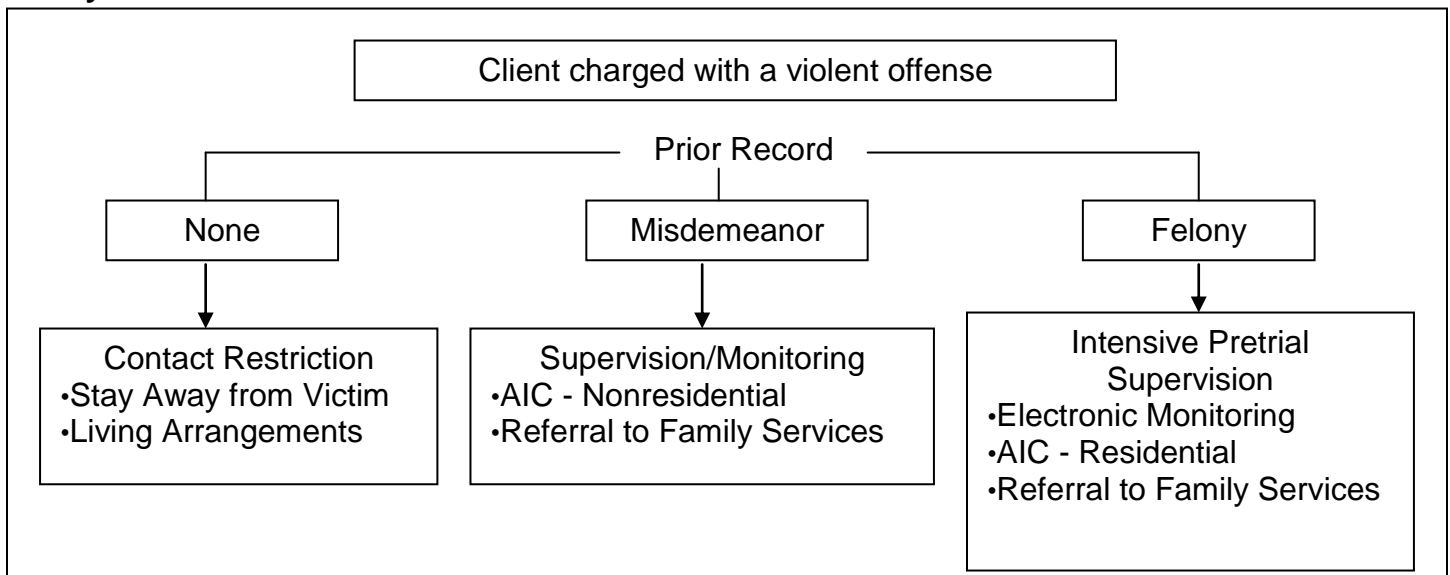 Client charged with a violent offense
Prior Record
None
Misdemeanor
Felony
Contact Restriction
•Stay Away from Victim
•Living Arrangements
Supervision/Monitoring
•AIC - Nonresidential
•Referral to Family Services
Intensive Pretrial
Supervision
•Electronic Monitoring
•AIC - Residential
•Referral to Family Services